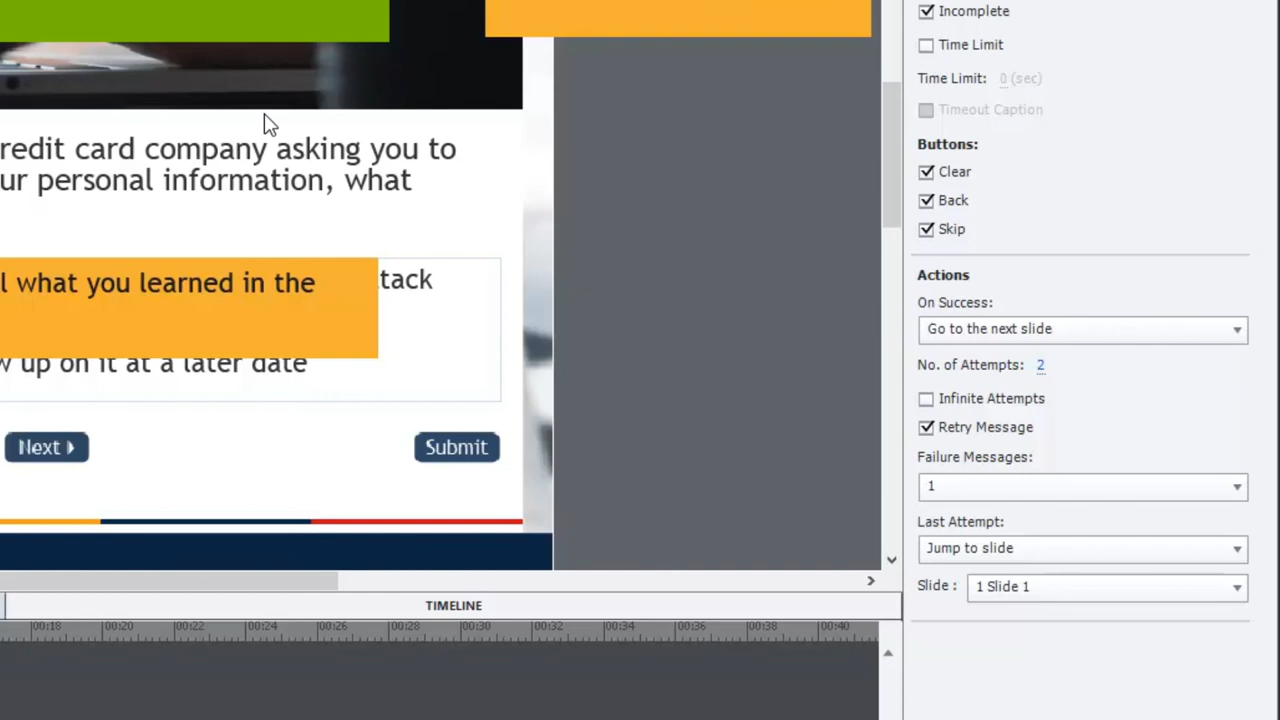 Incomplete
Time Limit
Time Limit: 0 (sec)
Timeout Caption
Buttons:
Clear
Back
Skip
Actions
On Success:
Go to the next slide
No. of Attempts: 2
Infinite Attempts
Retry Message
Failure Messages:
1
Last Attempt:
Jump to slide
Slide : 1 Slide 1
redit card company asking you to
ur personal information, what
l what you learned in the
tack
w up on it at a later date
Next
Submit
TIMELINE
00:18 00:20 00:22 00:24 00:26 00:28 00:30 00:32 00:34 00:36 00:38 00:40